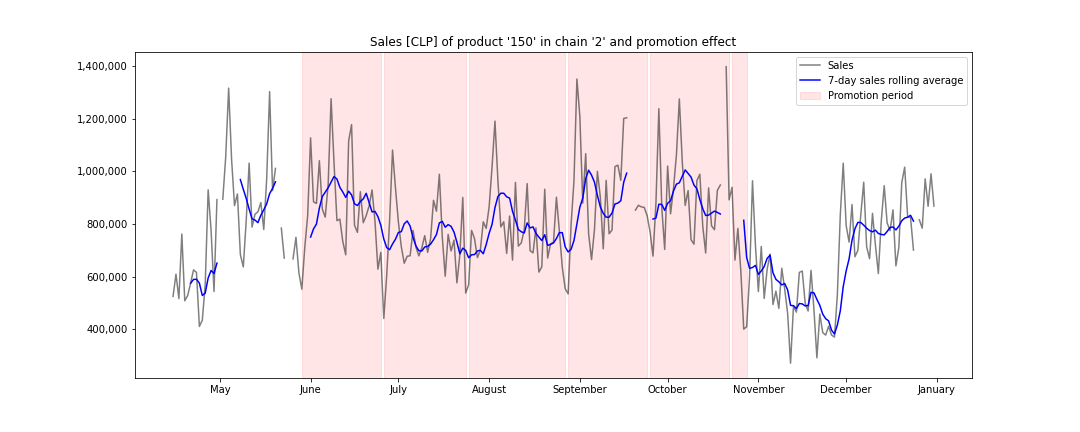 Sales [CLP] of product '150' in chain '2' and promotion effect
1,400,000
1,200,000
1,000,000
800,000
600,000
400,000
Sales
7-day sales rolling average
Promotion period
May June July August September October November December January